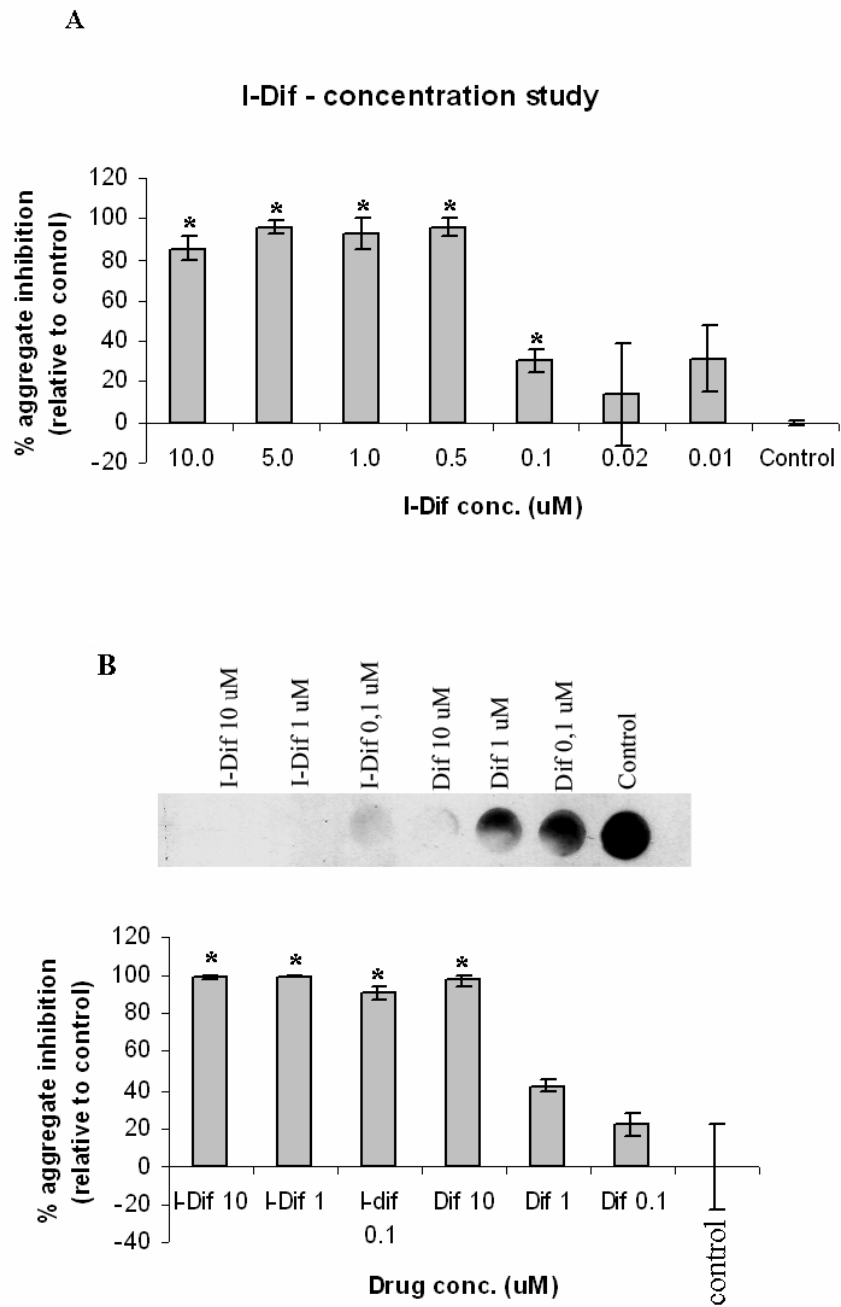 A
I-Dif - concentration study
% aggregate inhibition
(relative to control)
120
100
80
60
40
20
0
-20
* * * * *
10.0 5.0 1.0 0.5 0.1 0.02 0.01 Control
I-Dif conc. (uM)
B
I-Dif 10 uM
I-Dif 1 uM
I-Dif 0,1 uM
Dif 10 uM
Dif 1 uM
Dif 0,1 uM
Control
% aggregate inhibition
(relative to control)
120
100
80
60
40
20
0
-20
-40
* * * *
I-Dif 10 I-Dif 1 I-dif 0.1 Dif 10 Dif 1 Dif 0.1 control
Drug conc. (uM)